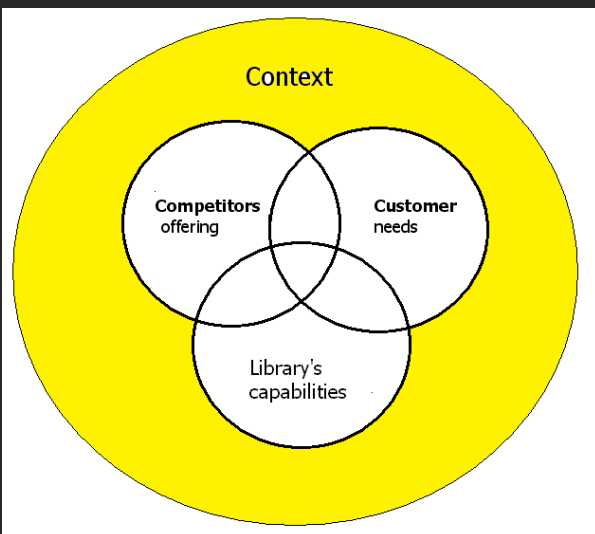 Context
Competitors
offering
Customer
needs
Library's
capabilities